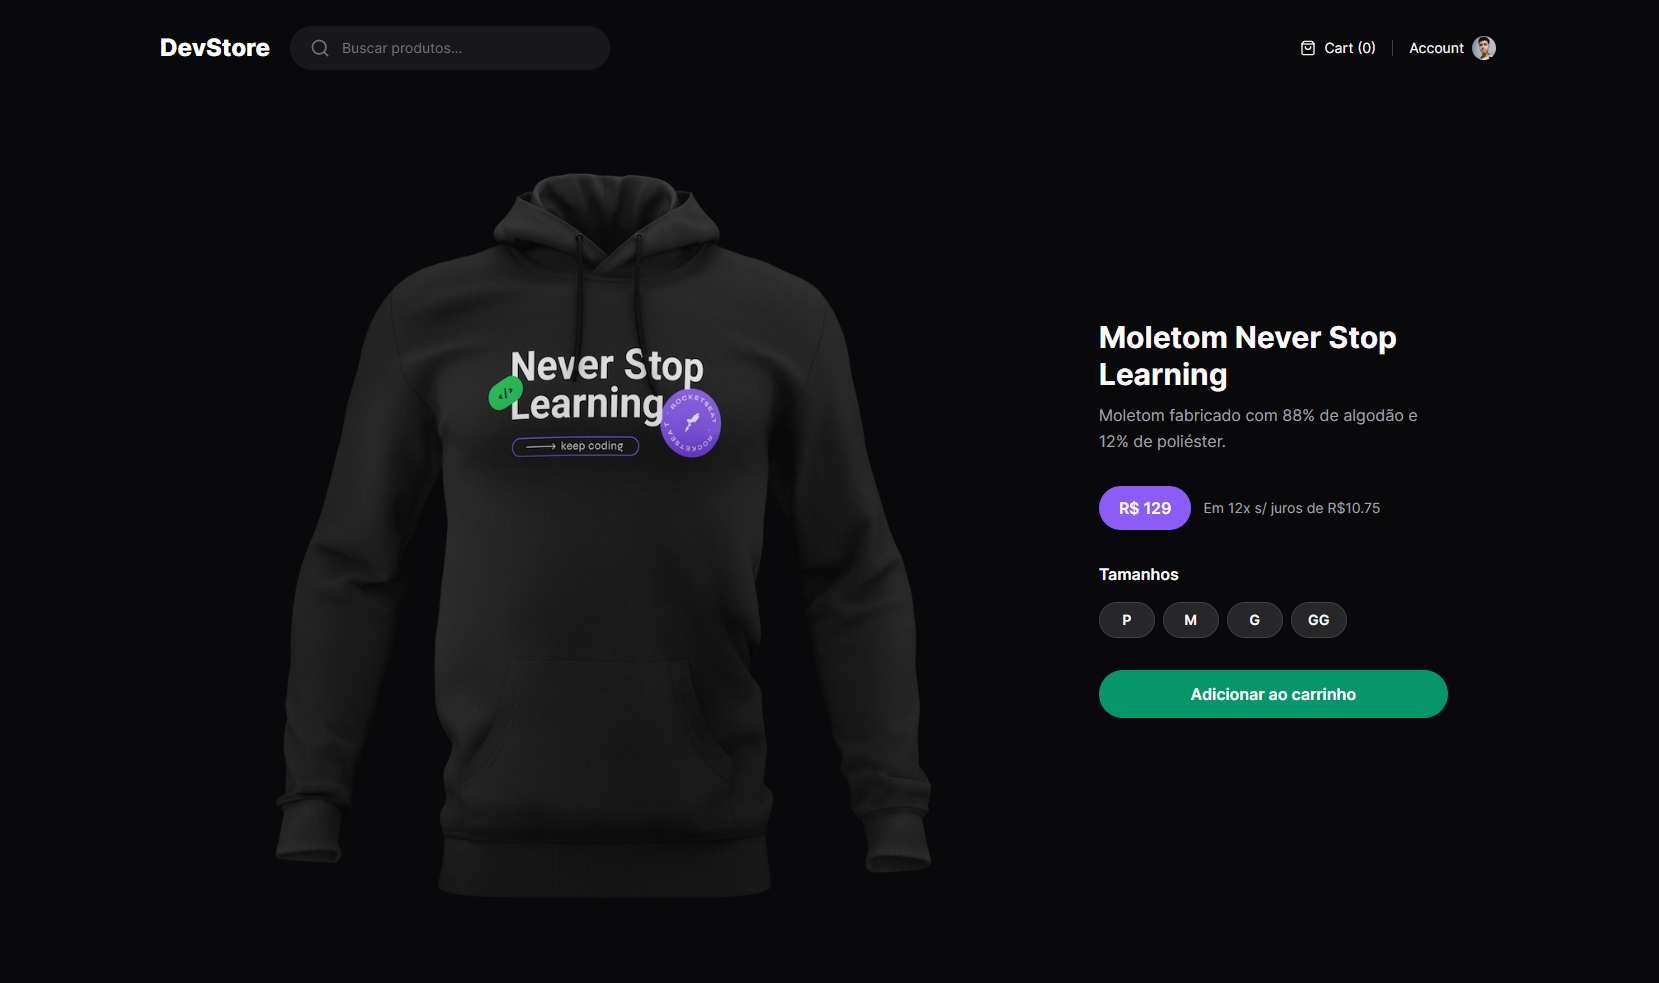 DevStore
Buscar produtos...
Cart (0)
Account
Never Stop
Learning
</>
ROCKETSEAT
ROCKETSEAT
keep coding
Moletom Never Stop
Learning
Moletom fabricado com 88% de algodão e
12% de poliéster.
R$ 129
Em 12x s/ juros de R$10.75
Tamanhos
P
M
G
GG
Adicionar ao carrinho